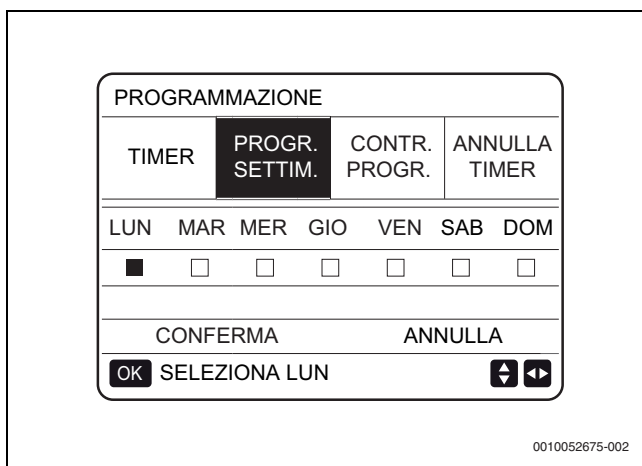 PROGRAMMAZIONE
TIMER PROGR. SETTIM. CONTR. PROGR. ANNULLA TIMER
LUN MAR MER GIO VEN SAB DOM
CONFERMA ANNULLA
OK SELEZIONA LUN
0010052675-002